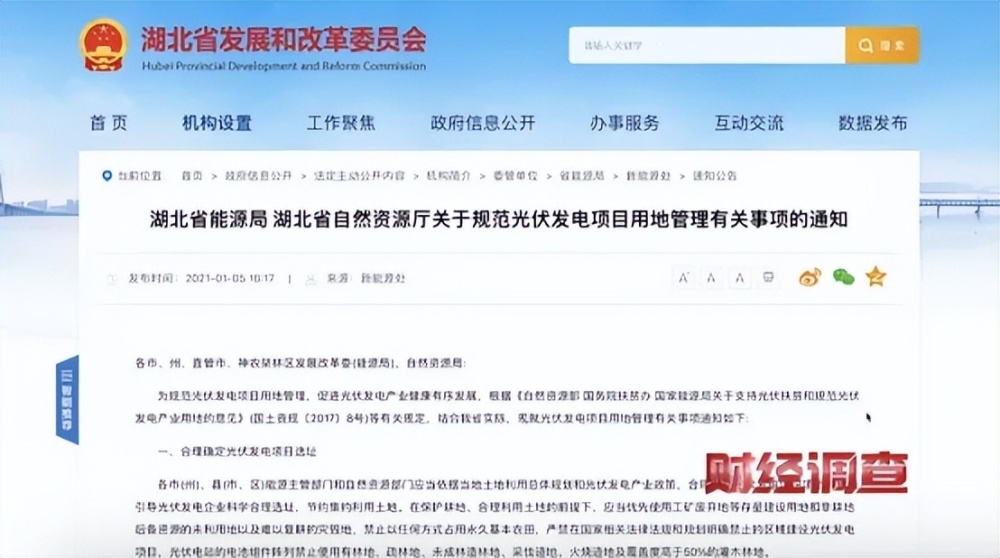 湖北省发展和改革委员会
Hubei Provincial Development and Reform Commission
请输入关键字
搜 索
首 页 机构设置 工作聚焦 政府信息公开 办事服务 互动交流 数据发布
当前位置 首页 > 政府信息公开 > 法定主动公开内容 > 机构简介 > 委管单位 > 省能源局 > 新能源处 > 通知公告
湖北省能源局 湖北省自然资源厅关于规范光伏发电项目用地管理有关事项的通知
发布时间: 2021-01-05 16:17 | 来源: 新能源处
各市、州、直管市、神农架林区发展改革委(能源局)、自然资源局:
为规范光伏发电项目用地管理，促进光伏发电产业健康有序发展，根据《自然资源部 国务院扶贫办 国家能源局关于支持光伏扶贫和规范光伏
发电产业用地的意见》(国土资规〔2017〕8号)等有关规定，结合我省实际，现就光伏发电项目用地管理有关事项通知如下:
一、合理确定光伏发电项目选址
各市(州)、县(市、区)能源主管部门和自然资源部门应当依据当地土地利用总体规划和光伏发电产业政策，合
引导光伏发电企业科学合理选址，节约集约利用土地。在保护耕地、合理利用土地的前提下，应当优先使用工矿废弃地等存量建设用地和非耕地
后备资源的未利用地以及难以复耕的灾毁地，禁止以任何方式占用永久基本农田，严禁在国家相关法律法规和规划明确禁止的区域建设光伏发电
项目，光伏电站的电池组件阵列禁止使用有林地、疏林地、未成林造林地、采伐迹地、火烧迹地及覆盖度高于50%的灌木林地。
财经调查